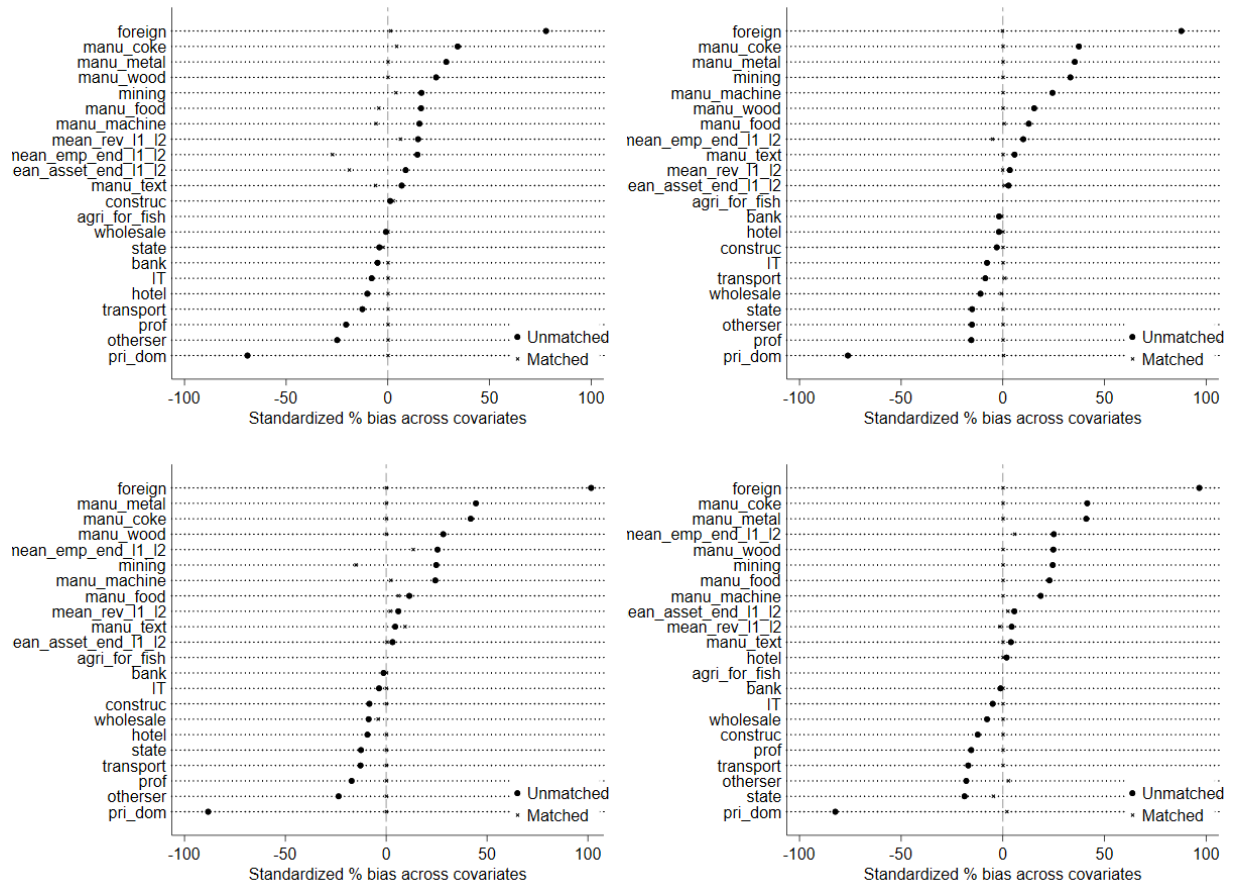 foreign
manu_coke
manu_metal
manu_wood
mining
manu_food
manu_machine
mean_rev_l1_l2
mean_emp_end_l1_l2
ean_asset_end_l1_l2
manu_text
construc
agri_for_fish
wholesale
state
bank
IT
hotel
transport
prof
otherser
pri_dom
Unmatched
Matched
-100 -50 0 50 100
Standardized % bias across covariates
foreign
manu_coke
manu_metal
mining
manu_machine
manu_wood
manu_food
mean_emp_end_l1_l2
manu_text
mean_rev_l1_l2
ean_asset_end_l1_l2
agri_for_fish
bank
hotel
construc
IT
transport
wholesale
state
otherser
prof
pri_dom
Unmatched
Matched
-100 -50 0 50 100
Standardized % bias across covariates
foreign
manu_metal
manu_coke
manu_wood
mean_emp_end_l1_l2
mining
manu_machine
manu_food
mean_rev_l1_l2
manu_text
ean_asset_end_l1_l2
agri_for_fish
bank
IT
construc
wholesale
hotel
state
transport
prof
otherser
pri_dom
Unmatched
Matched
-100 -50 0 50 100
Standardized % bias across covariates
foreign
manu_coke
manu_metal
mean_emp_end_l1_l2
manu_wood
mining
manu_food
manu_machine
ean_asset_end_l1_l2
mean_rev_l1_l2
manu_text
hotel
agri_for_fish
bank
IT
wholesale
construc
prof
transport
otherser
state
pri_dom
Unmatched
Matched
-100 -50 0 50 100
Standardized % bias across covariates